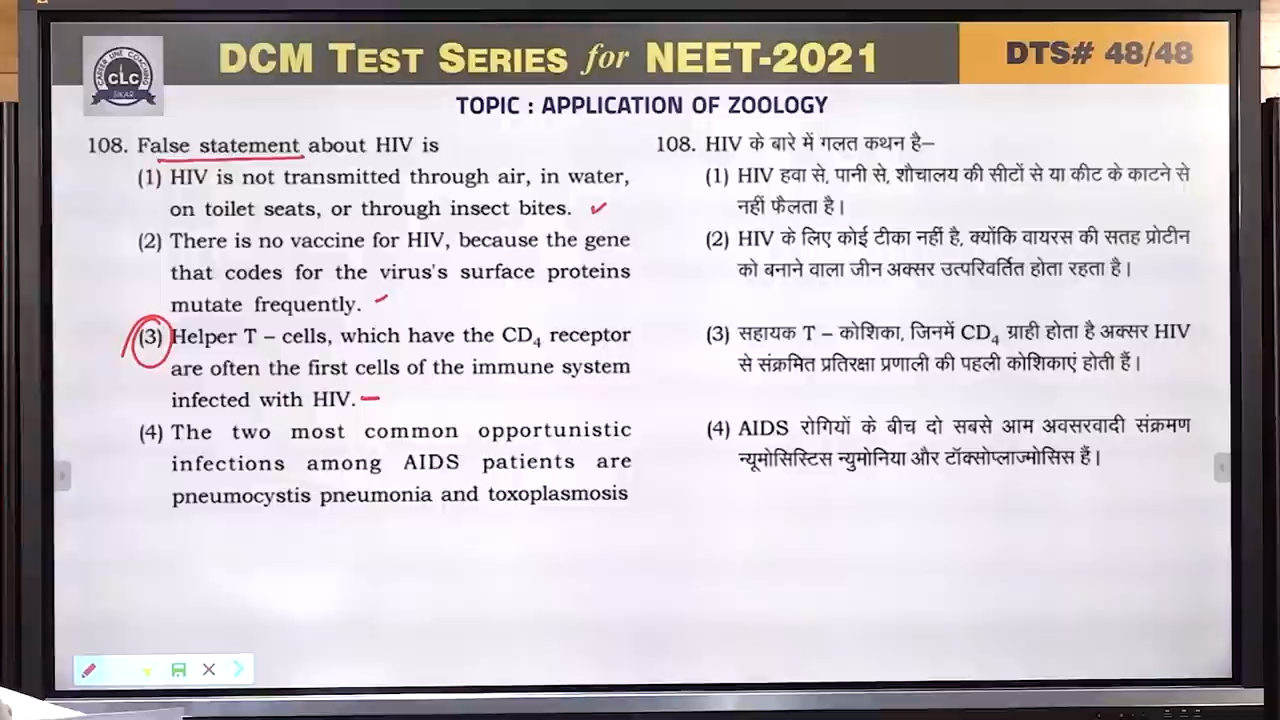 DCM TEST SERIES for NEET-2021
DTS# 48/48
CAREER LINE COACHING
CLC
SIKAR
TOPIC : APPLICATION OF ZOOLOGY
108. False statement about HIV is
(1) HIV is not transmitted through air, in water,
on toilet seats, or through insect bites.
(2) There is no vaccine for HIV, because the gene
that codes for the virus's surface proteins
mutate frequently.
(3) Helper T – cells, which have the CD4 receptor
are often the first cells of the immune system
infected with HIV.
(4) The two most common opportunistic
infections among AIDS patients are
pneumocystis pneumonia and toxoplasmosis
108. HIV के बारे में गलत कथन है–
(1) HIV हवा से, पानी से, शौचालय की सीटों से या कीट के काटने से
नहीं फैलता है।
(2) HIV के लिए कोई टीका नहीं है, क्योंकि वायरस की सतह प्रोटीन
को बनाने वाला जीन अक्सर उत्परिवर्तित होता रहता है।
(3) सहायक T – कोशिका, जिनमें CD4 ग्राही होता है अक्सर HIV
से संक्रमित प्रतिरक्षा प्रणाली की पहली कोशिकाएं होती हैं।
(4) AIDS रोगियों के बीच दो सबसे आम अवसरवादी संक्रमण
न्यूमोसिस्टिस न्युमोनिया और टॉक्सोप्लाज्मोसिस हैं।